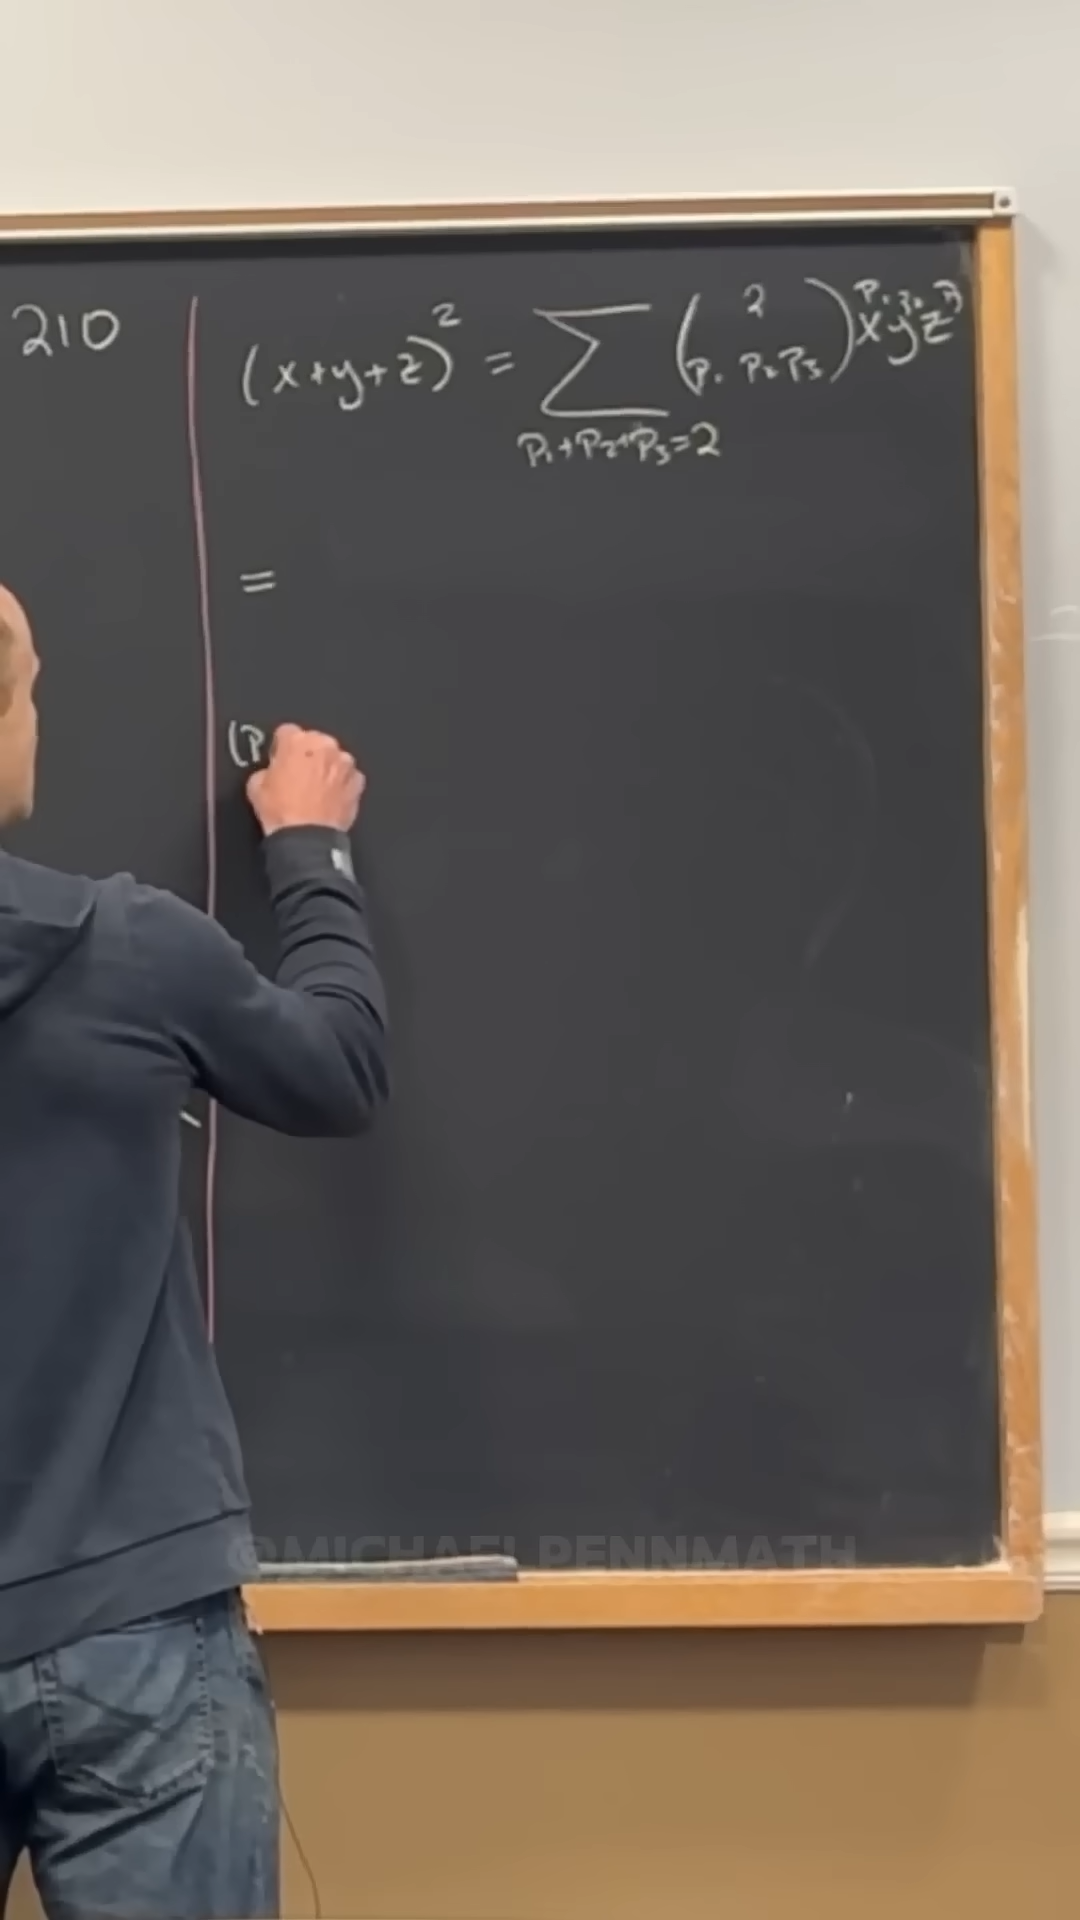 210
(x+y+z)² = ∑ (2 / p₁ p₂ p₃) x^p₁ y^p₂ z^p₃
p₁+p₂+p₃=2
=
(p
@MICHAELPENNMATH